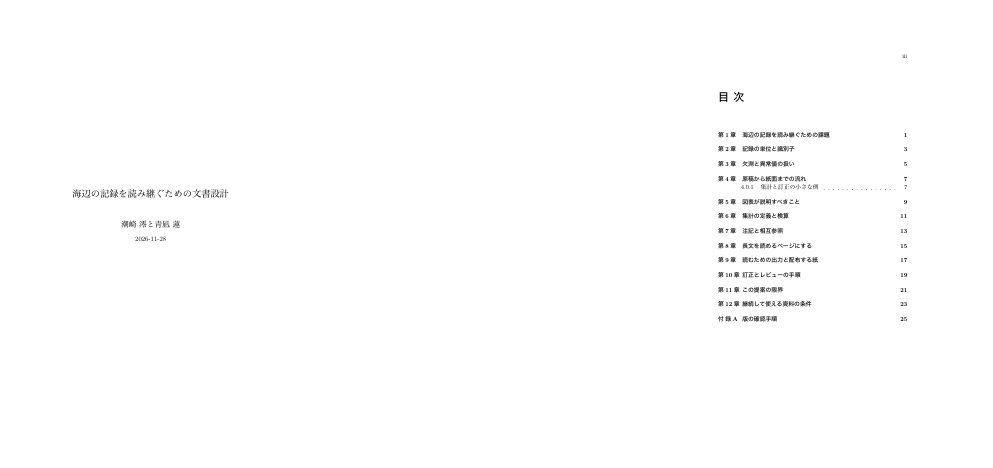 海辺の記録を読み継ぐための文書設計
潮崎 澪と青凪 蓮
2026-11-28
iii
目 次
第 1 章 海辺の記録を読み継ぐための課題 1
第 2 章 記録の単位と識別子 3
第 3 章 欠測と異常値の扱い 5
第 4 章 原稿から紙面までの流れ 7
4.0.1 集計と訂正の小さな例 . . . . . . . . . . . . . . . . 7
第 5 章 図表が説明すべきこと 9
第 6 章 集計の定義と検算 11
第 7 章 注記と相互参照 13
第 8 章 長文を読めるページにする 15
第 9 章 読むための出力と配布する紙 17
第 10 章 訂正とレビューの手順 19
第 11 章 この提案の限界 21
第 12 章 継続して使える資料の条件 23
付 録 A 版の確認手順 25